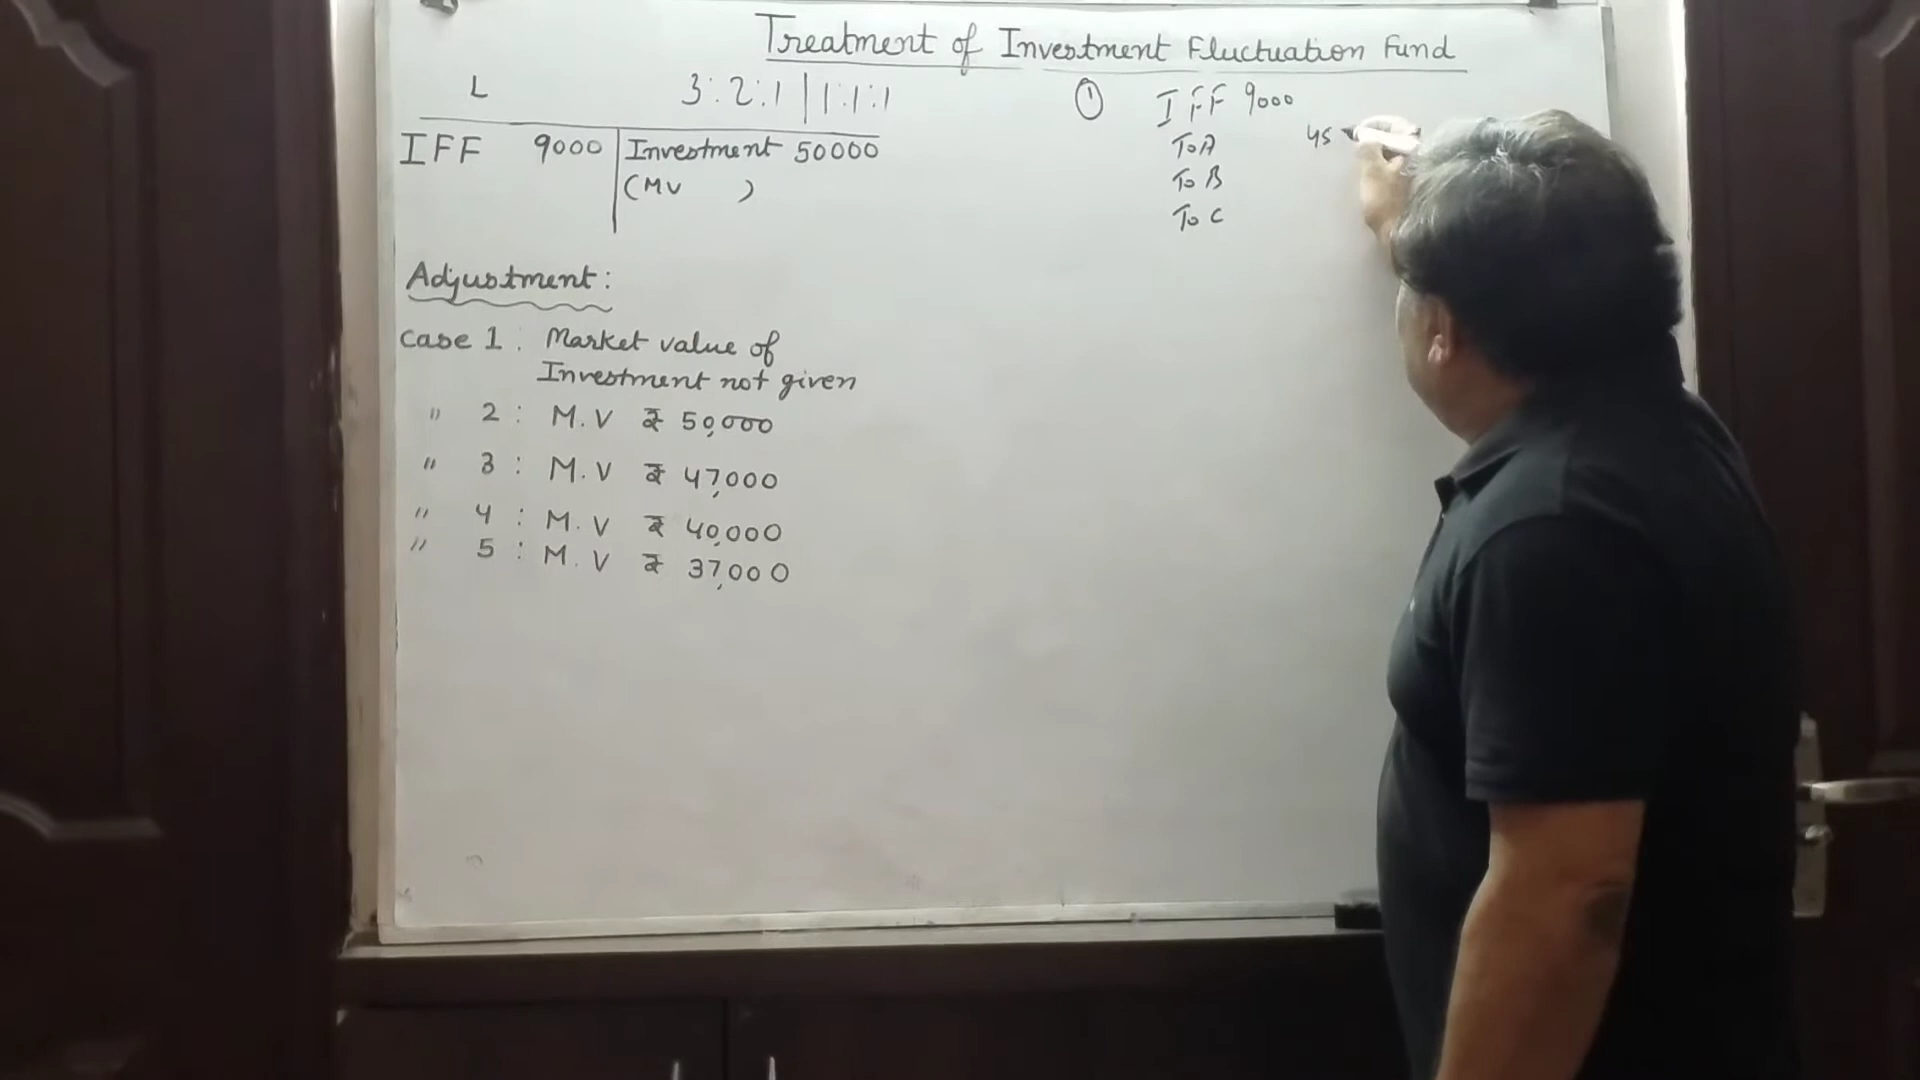 Treatment of Investment Fluctuation Fund
L 3:2:1 | 1:1:1
IFF 9000 Investment 50000
(MV )
Adjustment:
Case 1: Market value of
Investment not given
" 2: M.V ₹ 50,000
" 3: M.V ₹ 47,000
" 4: M.V ₹ 40,000
" 5: M.V ₹ 37,000
① IFF 9000
To A 45
To B
To C